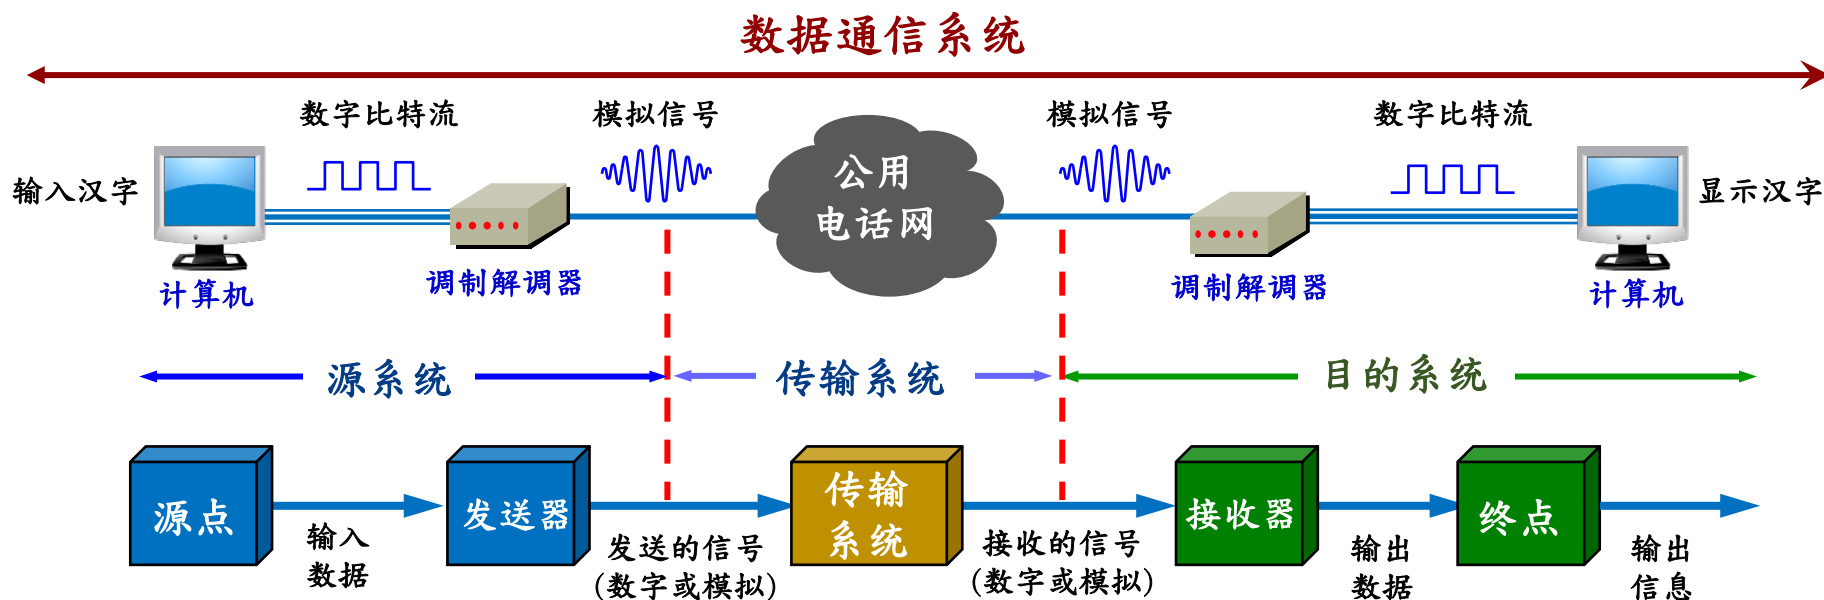 数据通信系统
数字比特流
模拟信号
模拟信号
数字比特流
输入汉字
公用
电话网
显示汉字
计算机
调制解调器
调制解调器
计算机
源系统
传输系统
目的系统
源点
输入
数据
发送器
发送的信号
(数字或模拟)
传输
系统
接收的信号
(数字或模拟)
接收器
输出
数据
终点
输出
信息